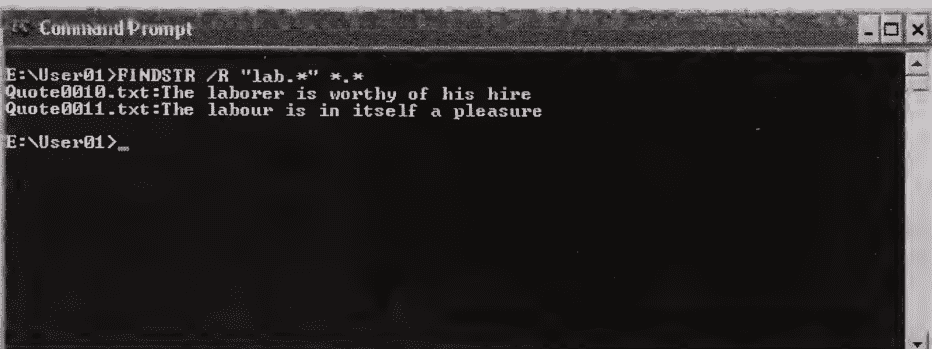 Command Prompt
E:\User01>FINDSTR /R "lab.*" *.*
Quote0010.txt:The laborer is worthy of his hire
Quote0011.txt:The labour is in itself a pleasure
E:\User01>_